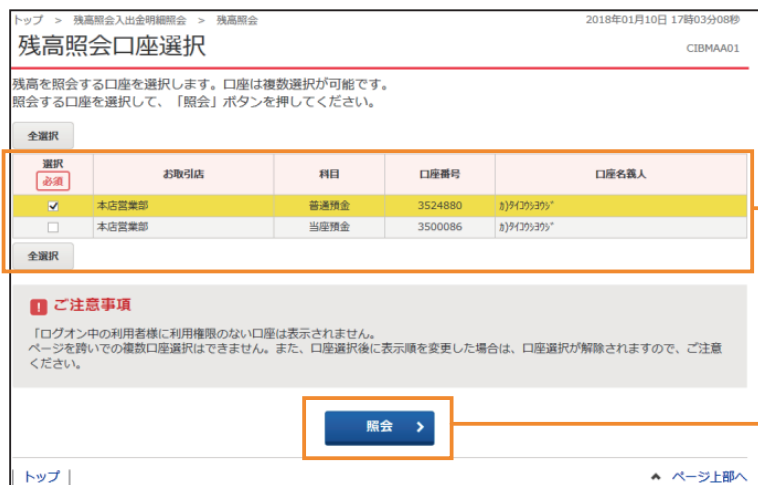 トップ > 残高照会入出金明細照会 > 残高照会 2018年01月10日 17時03分08秒
残高照会口座選択 CIBMAA01
残高を照会する口座を選択します。口座は複数選択が可能です。
照会する口座を選択して、「照会」ボタンを押してください。
全選択
選択 必須 お取引店 科目 口座番号 口座名義人
本店営業部 普通預金 3524880 カ)タイコウシヨウジ
本店営業部 当座預金 3500086 カ)タイコウシヨウジ
全選択
! ご注意事項
「ログオン中の利用者様に利用権限のない口座は表示されません。
ページを跨いでの複数口座選択はできません。また、口座選択後に表示順を変更した場合は、口座選択が解除されますので、ご注意
ください。
照会
トップ | ページ上部へ